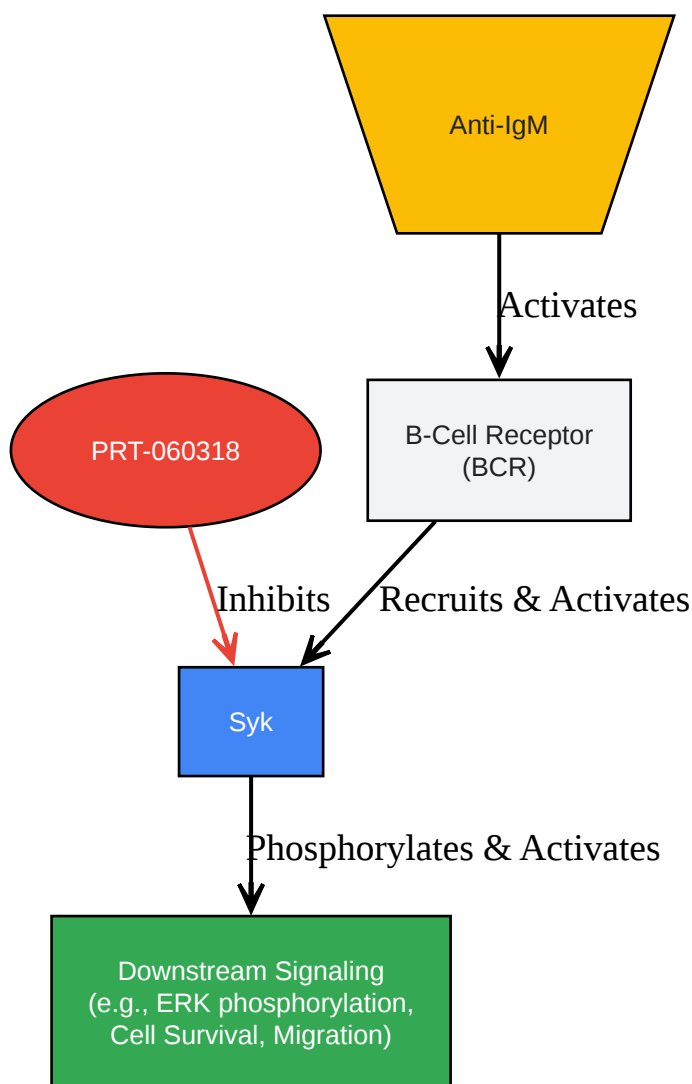 Anti-IgM
Activates
PRT-060318
B-Cell Receptor
(BCR)
Inhibits
Recruits & Activates
Syk
Phosphorylates & Activates
Downstream Signaling
(e.g., ERK phosphorylation,
Cell Survival, Migration)